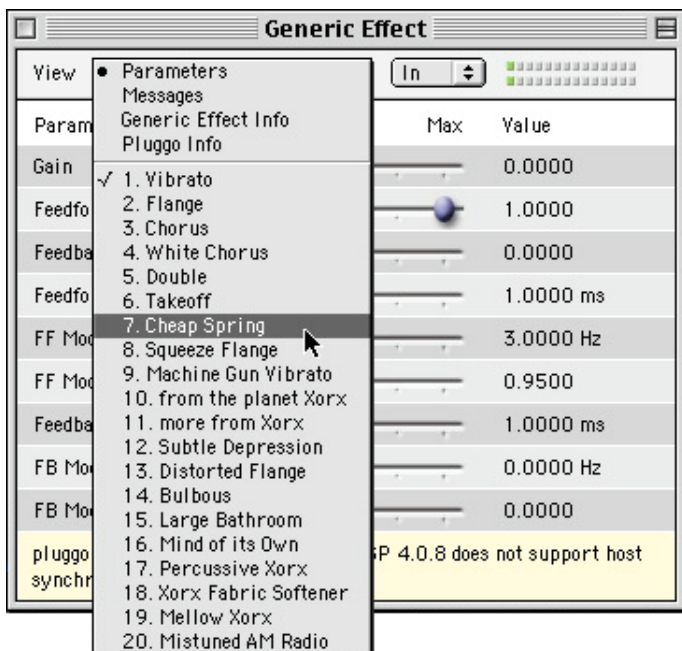 Generic Effect
View
• Parameters
Messages
Generic Effect Info
Pluggo Info
✓ 1. Vibrato
2. Flange
3. Chorus
4. White Chorus
5. Double
6. Takeoff
7. Cheap Spring
8. Squeeze Flange
9. Machine Gun Vibrato
10. from the planet Xorx
11. more from Xorx
12. Subtle Depression
13. Distorted Flange
14. Bulbous
15. Large Bathroom
16. Mind of its Own
17. Percussive Xorx
18. Xorx Fabric Softener
19. Mellow Xorx
20. Mistuned AM Radio
In
Param Max Value
Gain 0.0000
Feedfo 1.0000
Feedba 0.0000
Feedfo 1.0000 ms
FF Mod 3.0000 Hz
FF Mod 0.9500
Feedba 1.0000 ms
FB Mod 0.0000 Hz
FB Mod 0.0000
pluggo SP 4.0.8 does not support host
synchr